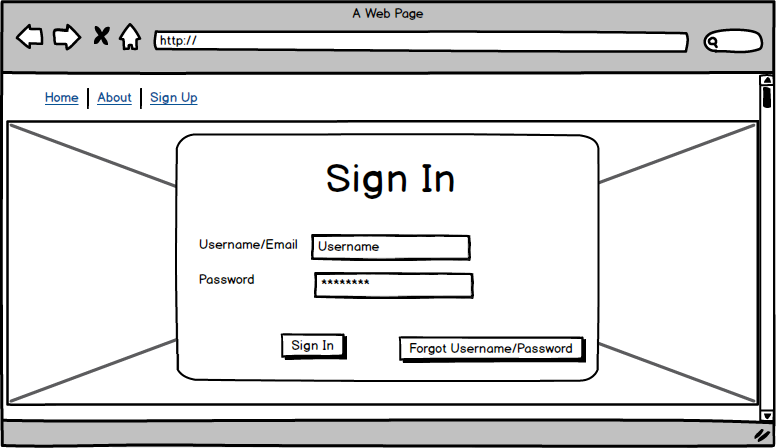 A Web Page
http://
Home About Sign Up
Sign In
Username/Email Username
Password ********
Sign In Forgot Username/Password